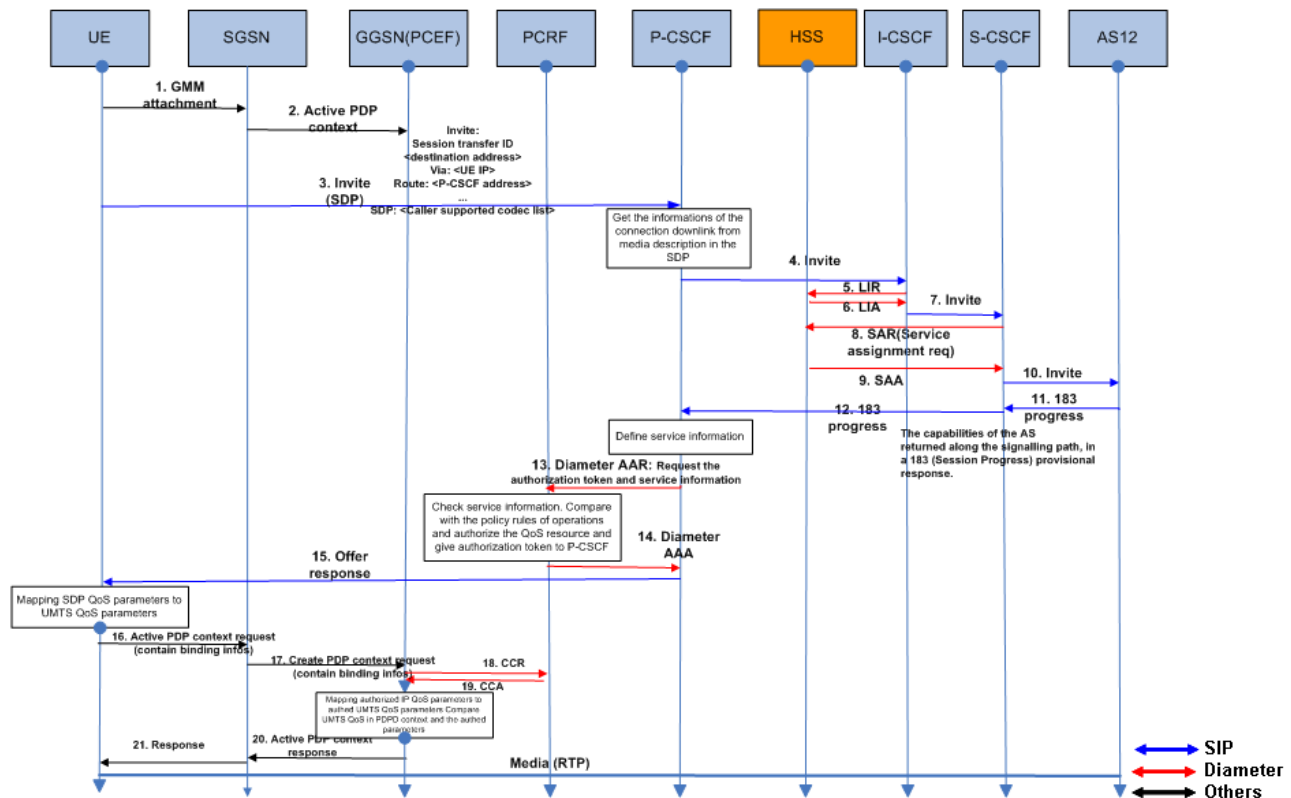 UE
SGSN
GGSN(PCEF)
PCRF
P-CSCF
HSS
I-CSCF
S-CSCF
AS12
1. GMM
attachment
2. Active PDP
context
Invite:
Session transfer ID
<destination address>
Via: <UE IP>
Route: <P-CSCF address>
...
SDP: <Caller supported codec list>
3. Invite
(SDP)
Get the informations of the
connection downlink from
media description in the
SDP
4. Invite
5. LIR
6. LIA
7. Invite
8. SAR(Service
assignment req)
9. SAA
10. Invite
11. 183
progress
12. 183
progress
The capabilities of the AS
returned along the signalling path, in
a 183 (Session Progress) provisional
response.
Define service information
13. Diameter AAR: Request the
authorization token and service information
Check service information. Compare
with the policy rules of operations
and authorize the QoS resource and
give authorization token to P-CSCF
14. Diameter
AAA
15. Offer
response
Mapping SDP QoS parameters to
UMTS QoS parameters
16. Active PDP context request
(contain binding infos)
17. Create PDP context request
(contain binding infos)
18. CCR
19. CCA
Mapping authorized IP QoS parameters to
authed UMTS QoS parameters Compare
UMTS QoS in PDPD context and the authed
parameters
20. Active PDP context
response
21. Response
Media (RTP)
SIP
Diameter
Others